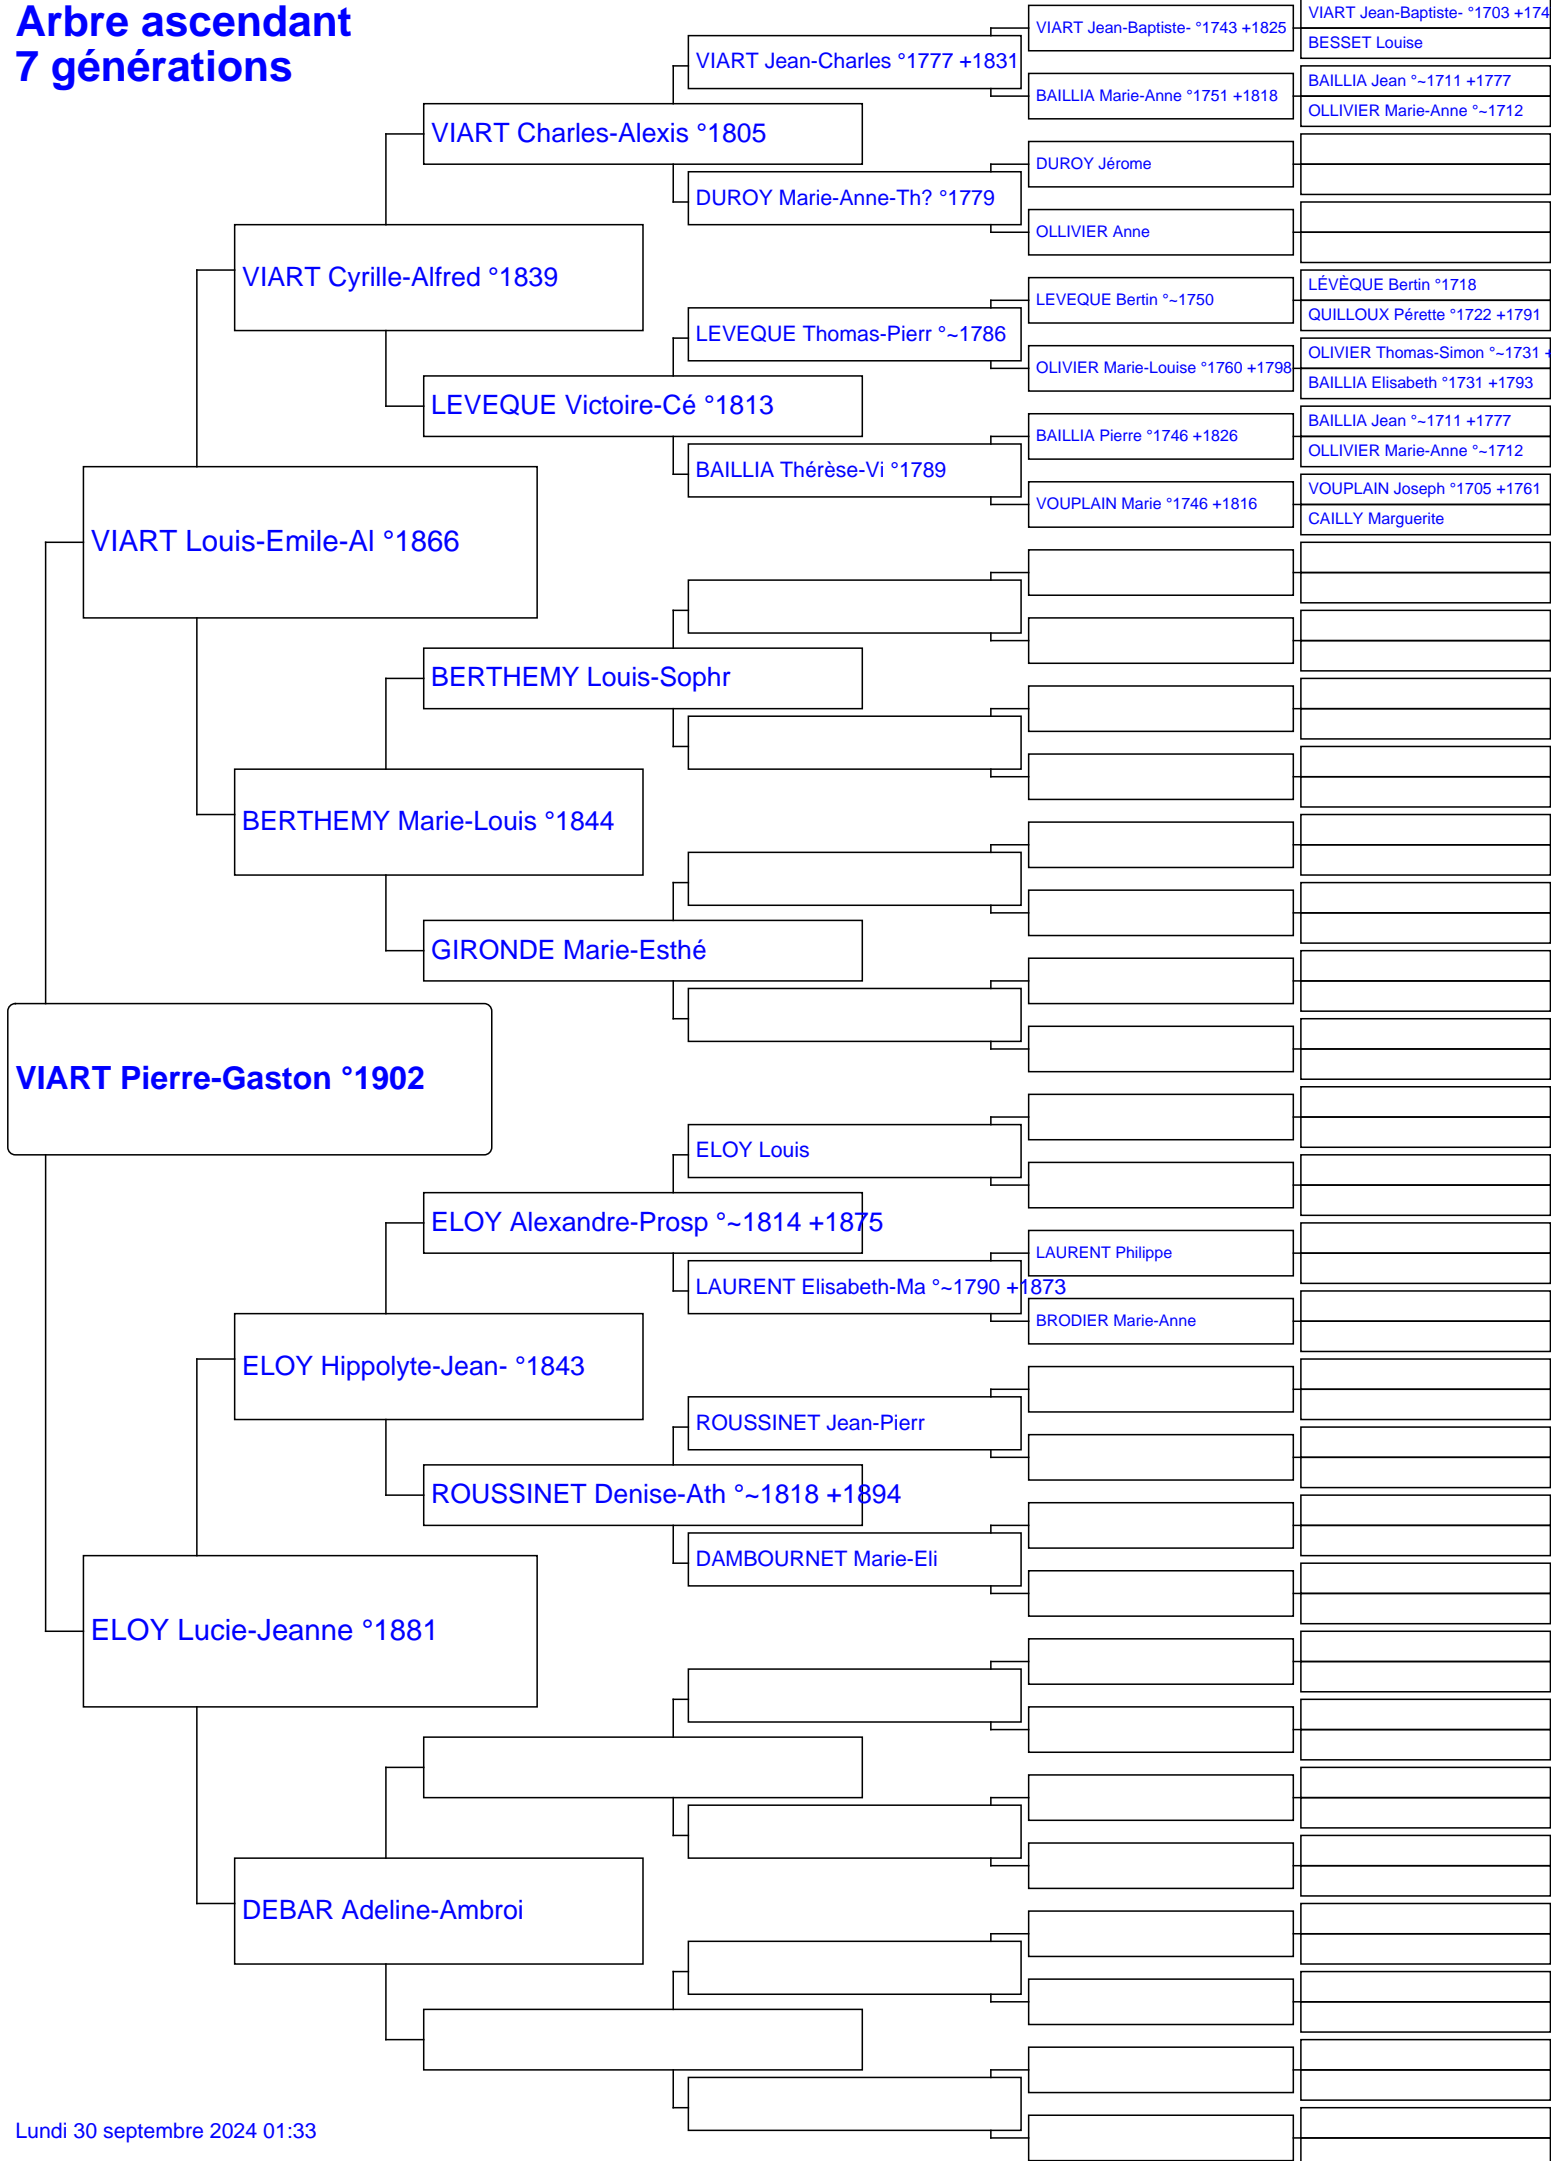 Arbre ascendant
7 générations
VIART Jean-Baptiste- °1743 +1825
VIART Jean-Baptiste- °1703 +174
BESSET Louise
VIART Jean-Charles °1777 +1831
BAILLIA Marie-Anne °1751 +1818
BAILLIA Jean °~1711 +1777
OLLIVIER Marie-Anne °~1712
VIART Charles-Alexis °1805
DUROY Jérome
DUROY Marie-Anne-Th? °1779
OLLIVIER Anne
VIART Cyrille-Alfred °1839
LEVEQUE Bertin °~1750
LÉVÈQUE Bertin °1718
QUILLOUX Pérette °1722 +1791
LEVEQUE Thomas-Pierr °~1786
OLIVIER Marie-Louise °1760 +1798
OLIVIER Thomas-Simon °~1731 +
BAILLIA Elisabeth °1731 +1793
LEVEQUE Victoire-Cé °1813
BAILLIA Pierre °1746 +1826
BAILLIA Jean °~1711 +1777
OLLIVIER Marie-Anne °~1712
BAILLIA Thérèse-Vi °1789
VOUPLAIN Marie °1746 +1816
VOUPLAIN Joseph °1705 +1761
CAILLY Marguerite
VIART Louis-Emile-Al °1866
BERTHEMY Louis-Sophr
BERTHEMY Marie-Louis °1844
GIRONDE Marie-Esthé
VIART Pierre-Gaston °1902
ELOY Louis
ELOY Alexandre-Prosp °~1814 +1875
LAURENT Philippe
LAURENT Elisabeth-Ma °~1790 +1873
BRODIER Marie-Anne
ELOY Hippolyte-Jean- °1843
ROUSSINET Jean-Pierr
ROUSSINET Denise-Ath °~1818 +1894
DAMBOURNET Marie-Eli
ELOY Lucie-Jeanne °1881
DEBAR Adeline-Ambroi
Lundi 30 septembre 2024 01:33